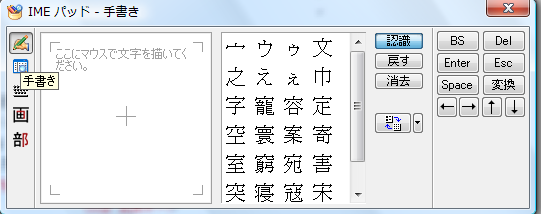 IME パッド - 手書き
ここにマウスで文字を描いてく
ださい。
手書き
画
部
亠 ウ ゥ 文
之 え ぇ 巾
字 寵 容 定
空 寰 案 寄
室 窮 宛 害
突 寝 寇 宋
認識
戻す
消去
BS Del
Enter Esc
Space 変換
← → ↑ ↓